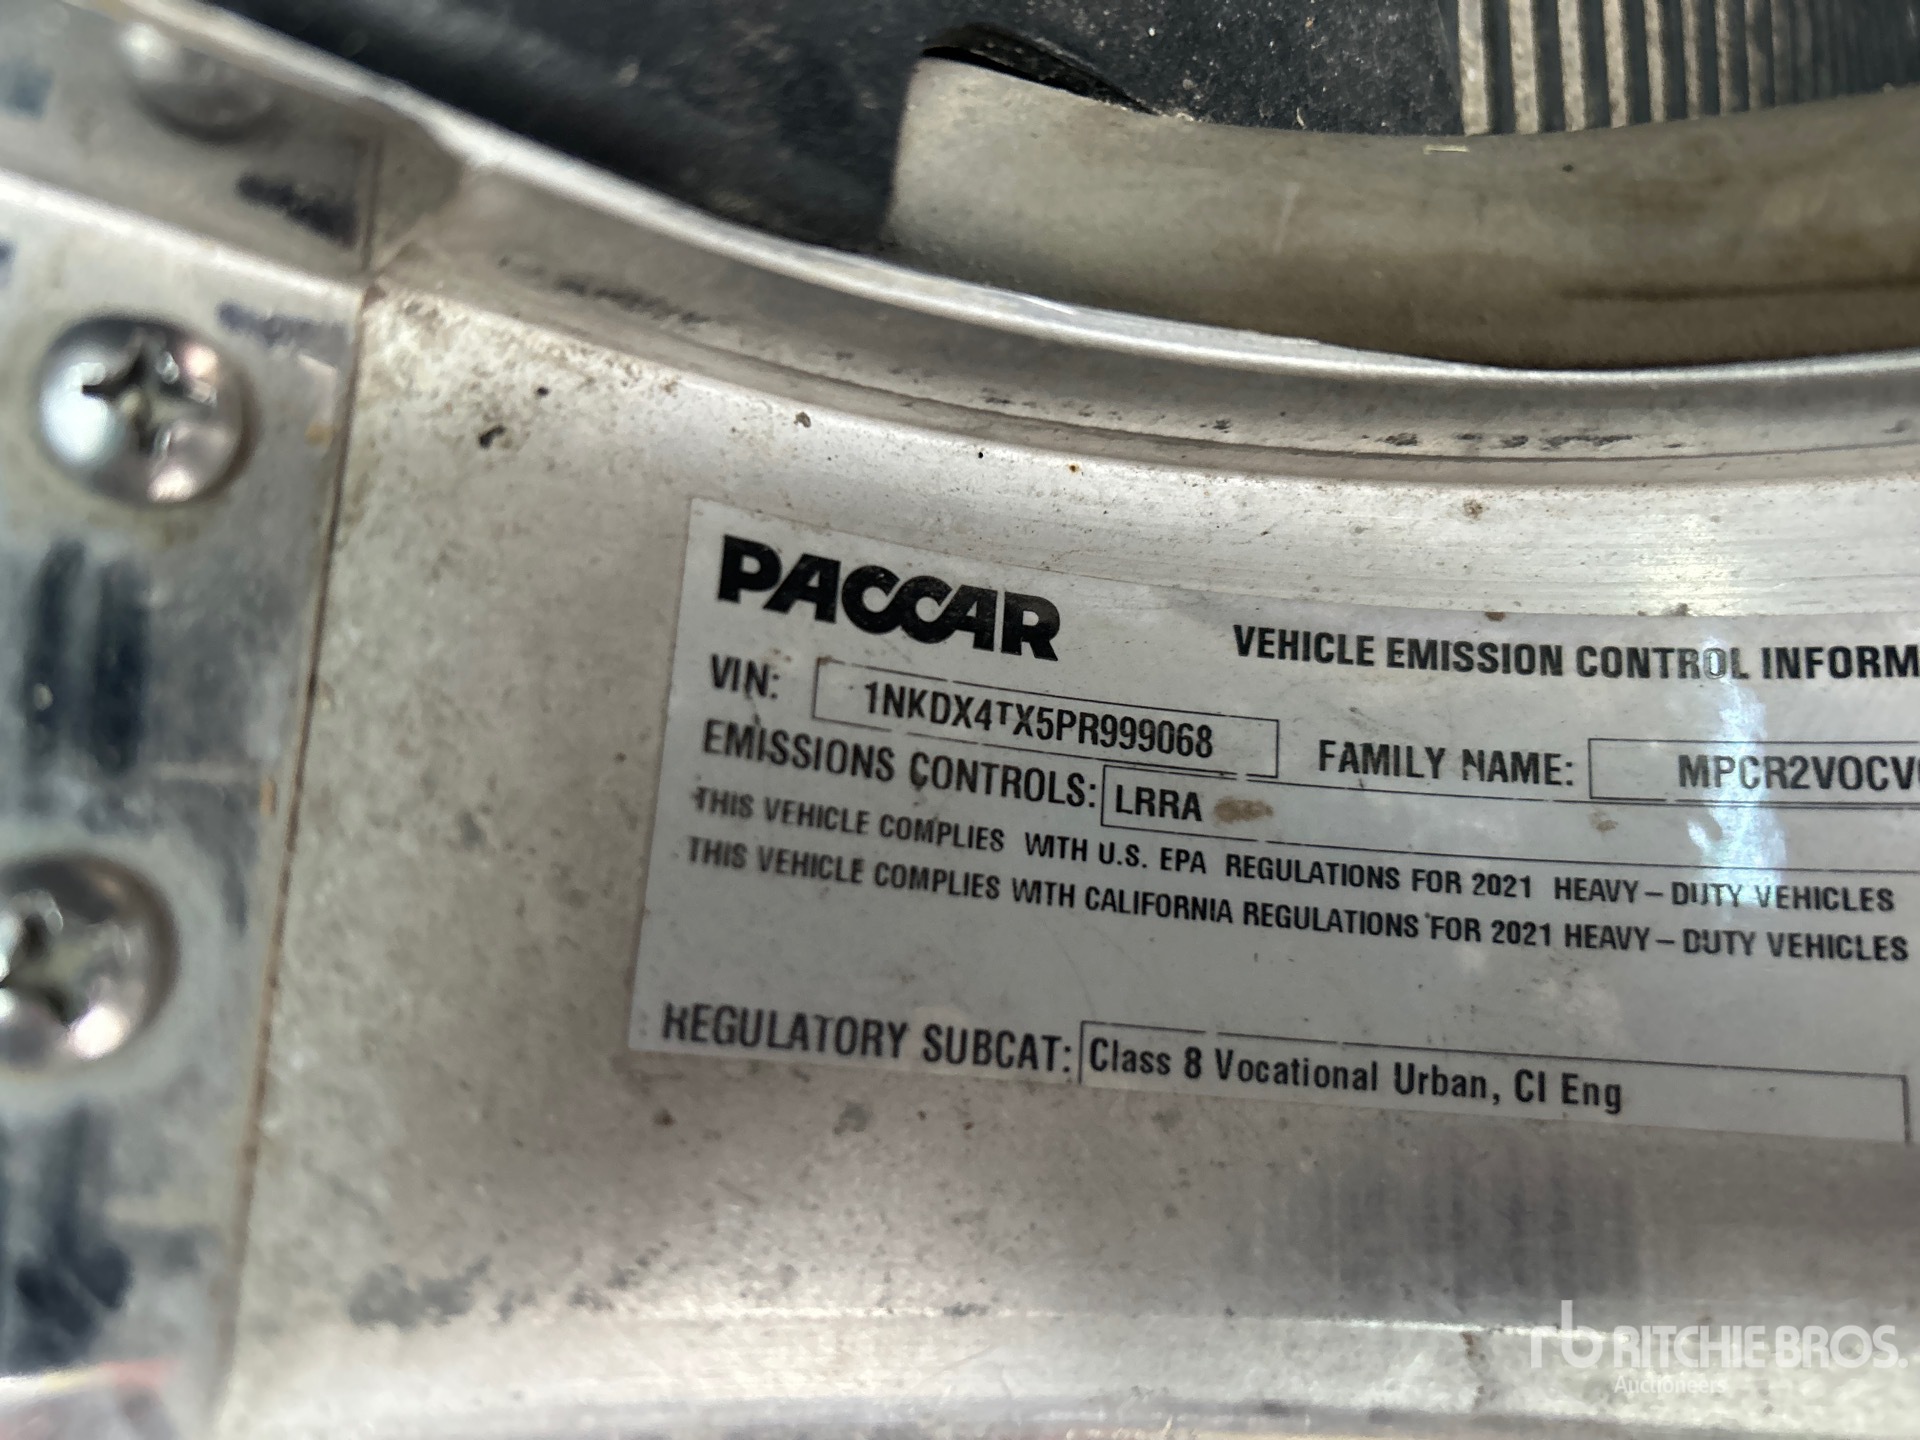 PACCAR
VEHICLE EMISSION CONTROL INFORM
VIN: 1NKDX4TX5PR999068
FAMILY NAME: MPCR2VOCV
EMISSIONS CONTROLS: LRRA
THIS VEHICLE COMPLIES WITH U.S. EPA REGULATIONS FOR 2021 HEAVY-DUTY VEHICLES
THIS VEHICLE COMPLIES WITH CALIFORNIA REGULATIONS FOR 2021 HEAVY-DUTY VEHICLES
REGULATORY SUBCAT: Class 8 Vocational Urban, CI Eng
rb RITCHIE BROS.
Auctioneers